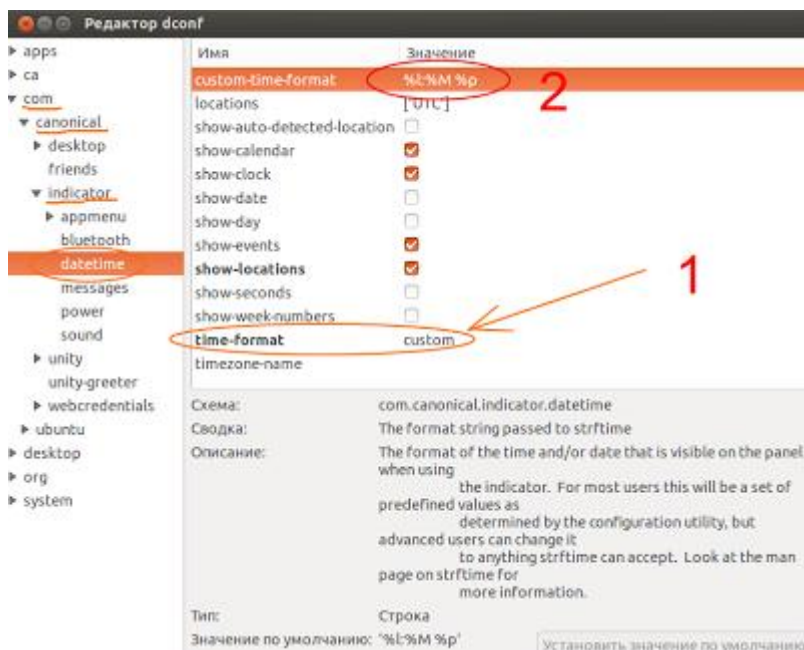 Редактор dconf
apps
ca
com
canonical
desktop
friends
indicator
appmenu
bluetooth
datetime
messages
power
sound
unity
unity-greeter
webcredentials
ubuntu
desktop
org
system
Имя Значение
custom-time-format %l:%M %p
2
locations ['UTC']
show-auto-detected-location
show-calendar
show-clock
show-date
show-day
show-events
show-locations
1
show-seconds
show-week-numbers
time-format custom
timezone-name
Схема: com.canonical.indicator.datetime
Сводка: The format string passed to strftime
Описание: The format of the time and/or date that is visible on the panel
when using
the indicator. For most users this will be a set of
predefined values as
determined by the configuration utility, but
advanced users can change it
to anything strftime can accept. Look at the man
page on strftime for
more information.
Тип: Строка
Значение по умолчанию: '%l:%M %p'
Установить значение по умолчанию